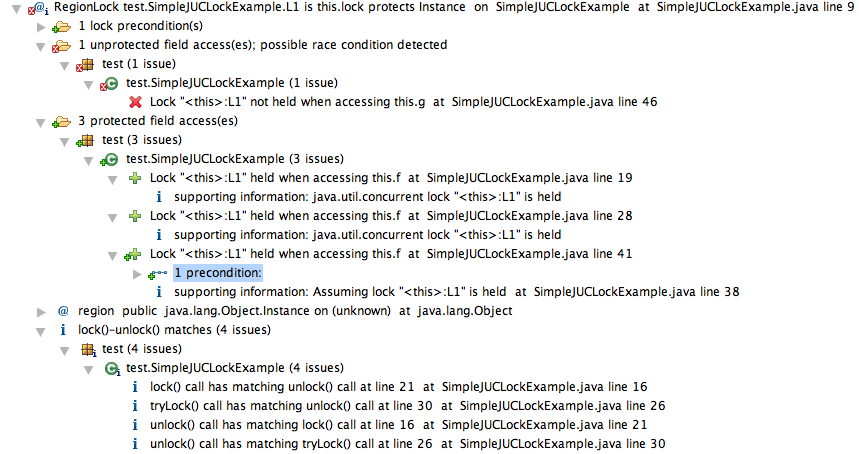 RegionLock test.SimpleJUCLockExample.L1 is this.lock protects Instance on SimpleJUCLockExample at SimpleJUCLockExample.java line 9
1 lock precondition(s)
1 unprotected field access(es); possible race condition detected
test (1 issue)
test.SimpleJUCLockExample (1 issue)
Lock "<this>:L1" not held when accessing this.g at SimpleJUCLockExample.java line 46
3 protected field access(es)
test (3 issues)
test.SimpleJUCLockExample (3 issues)
Lock "<this>:L1" held when accessing this.f at SimpleJUCLockExample.java line 19
supporting information: java.util.concurrent lock "<this>:L1" is held
Lock "<this>:L1" held when accessing this.f at SimpleJUCLockExample.java line 28
supporting information: java.util.concurrent lock "<this>:L1" is held
Lock "<this>:L1" held when accessing this.f at SimpleJUCLockExample.java line 41
1 precondition:
supporting information: Assuming lock "<this>:L1" is held at SimpleJUCLockExample.java line 38
region public java.lang.Object.Instance on (unknown) at java.lang.Object
lock()-unlock() matches (4 issues)
test (4 issues)
test.SimpleJUCLockExample (4 issues)
lock() call has matching unlock() call at line 21 at SimpleJUCLockExample.java line 16
tryLock() call has matching unlock() call at line 30 at SimpleJUCLockExample.java line 26
unlock() call has matching lock() call at line 16 at SimpleJUCLockExample.java line 21
unlock() call has matching tryLock() call at line 26 at SimpleJUCLockExample.java line 30